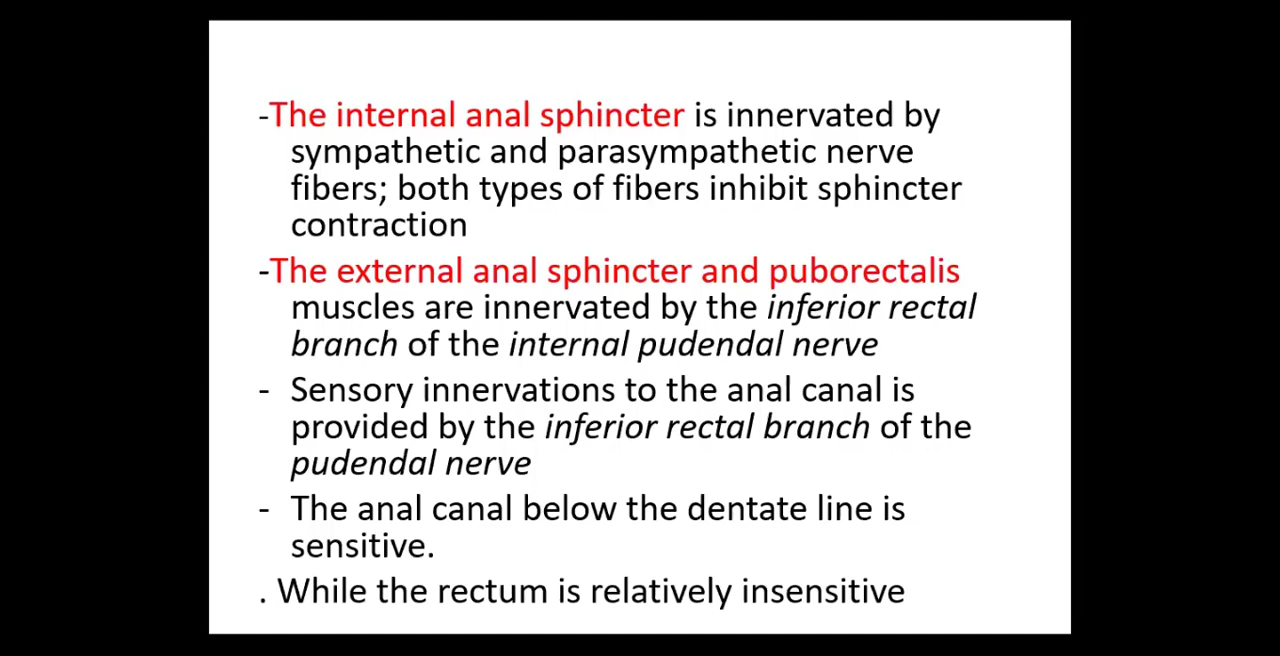 -The internal anal sphincter is innervated by
sympathetic and parasympathetic nerve
fibers; both types of fibers inhibit sphincter
contraction
-The external anal sphincter and puborectalis
muscles are innervated by the inferior rectal
branch of the internal pudendal nerve
- Sensory innervations to the anal canal is
provided by the inferior rectal branch of the
pudendal nerve
- The anal canal below the dentate line is
sensitive.
. While the rectum is relatively insensitive